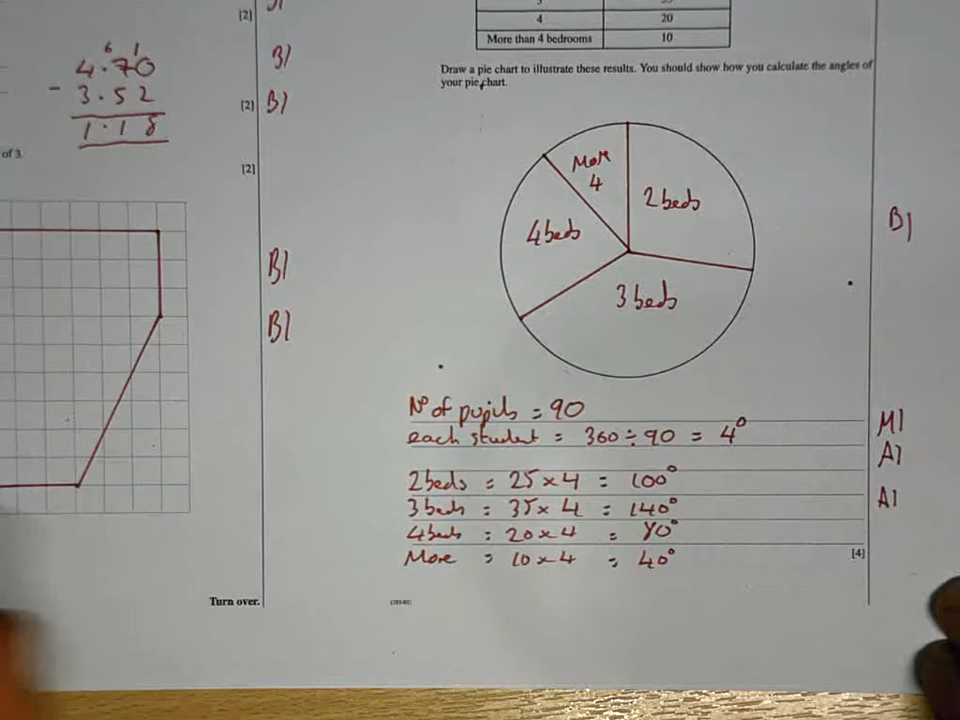 [2]
6 1
4.70
- 3.52
1.18
[2]
of 3.
[2]
B1
B1
B1
B1
Turn over.
4 20
More than 4 bedrooms 10
Draw a pie chart to illustrate these results. You should show how you calculate the angles of
your pie chart.
More
4
2 beds
4 beds
3 beds
B1
Nº of pupils = 90
each student = 360 ÷ 90 = 4°
M1
A1
2 beds = 25 × 4 = 100°
3 beds = 35 × 4 = 140°
A1
4 beds = 20 × 4 = 80°
More = 10 × 4 = 40°
[4]